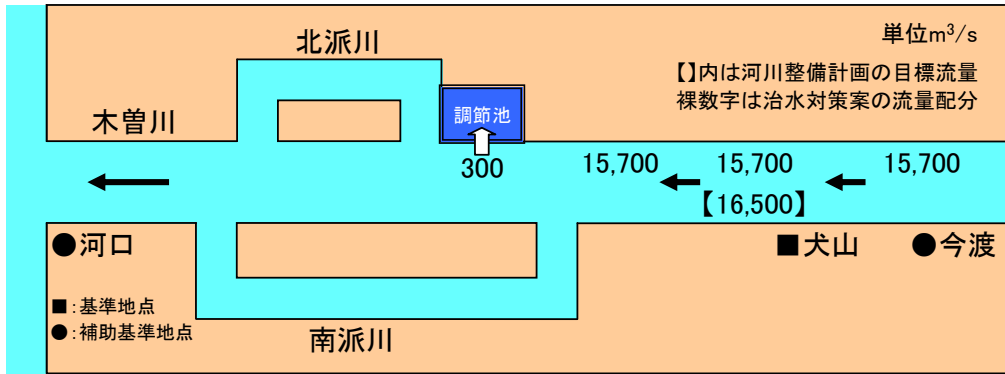 北派川
単位m³/s
【】内は河川整備計画の目標流量
裸数字は治水対策案の流量配分
木曽川
調節池
300
15,700
15,700
15,700
【16,500】
●河口
■犬山
●今渡
■:基準地点
●:補助基準地点
南派川